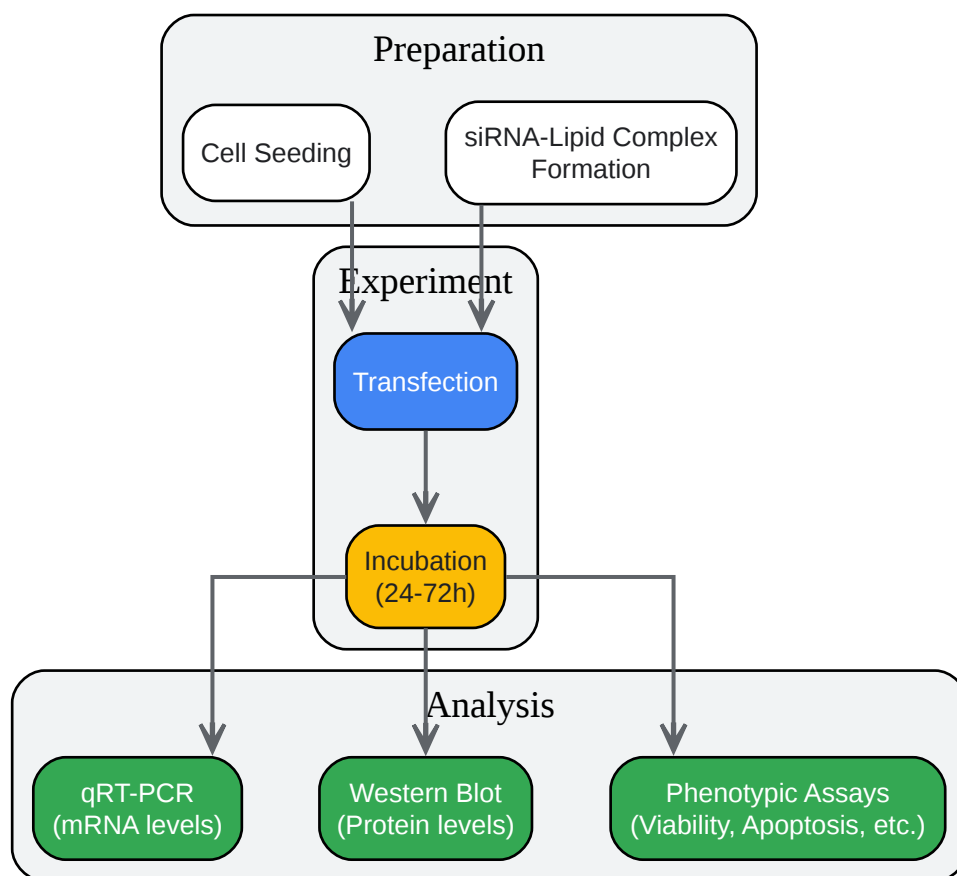 Preparation
Cell Seeding
siRNA-Lipid Complex
Formation
Experiment
Transfection
Incubation
(24-72h)
Analysis
qRT-PCR
(mRNA levels)
Western Blot
(Protein levels)
Phenotypic Assays
(Viability, Apoptosis, etc.)